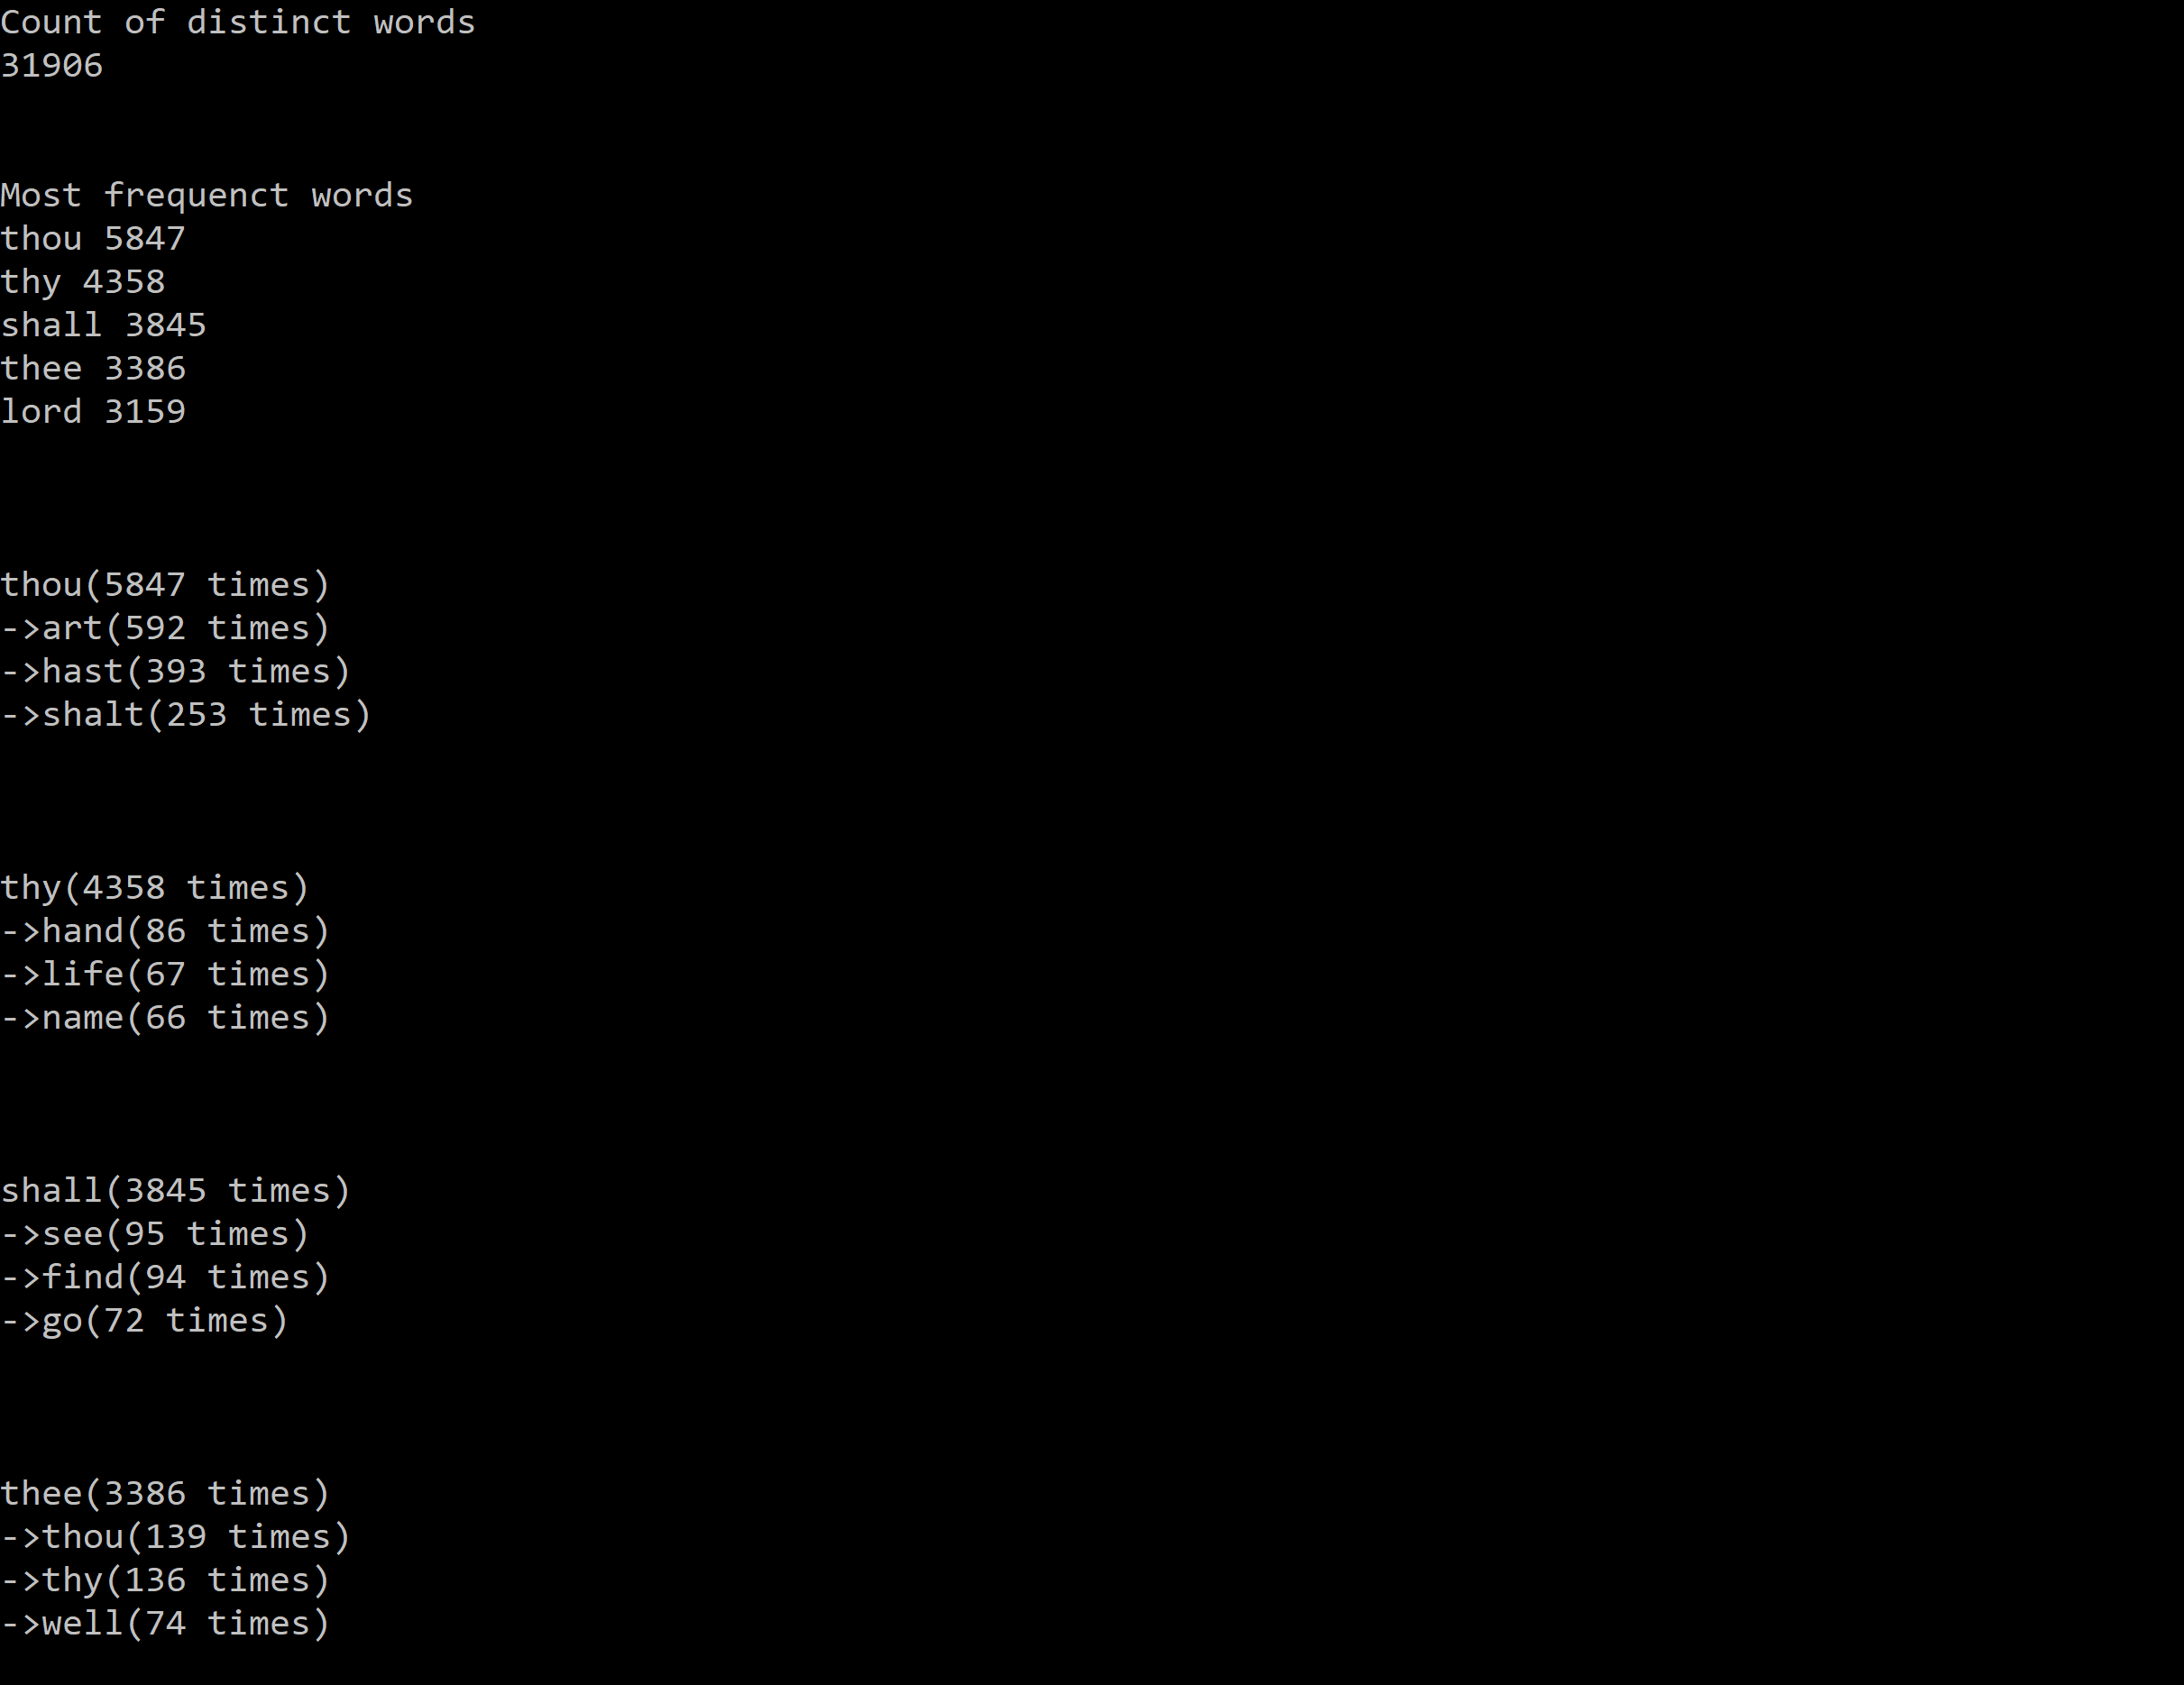 Count of distinct words
31906
Most frequenct words
thou 5847
thy 4358
shall 3845
thee 3386
lord 3159
thou(5847 times)
->art(592 times)
->hast(393 times)
->shalt(253 times)
thy(4358 times)
->hand(86 times)
->life(67 times)
->name(66 times)
shall(3845 times)
->see(95 times)
->find(94 times)
->go(72 times)
thee(3386 times)
->thou(139 times)
->thy(136 times)
->well(74 times)